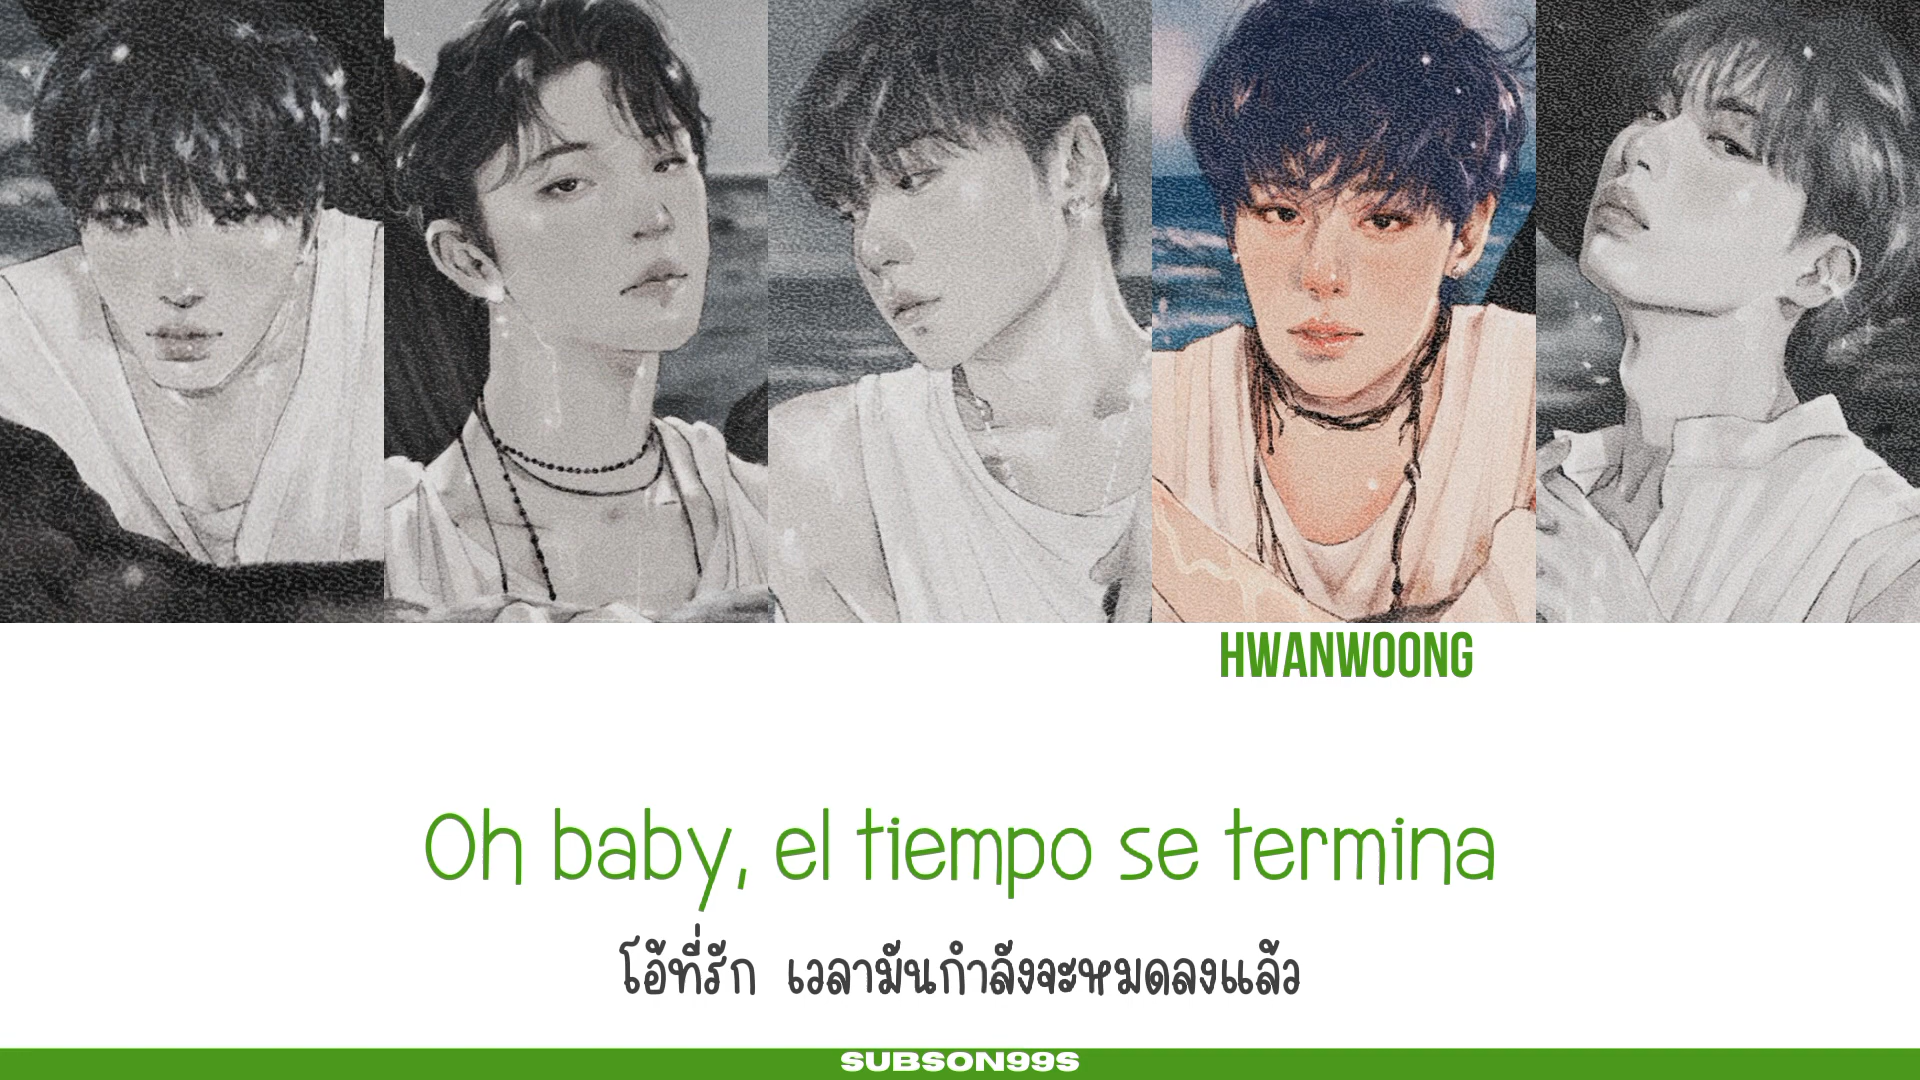 HWANWOONG
Oh baby, el tiempo se termina
โอ้ที่รัก เวลามันกำลังจะหมดลงแล้ว
SUBSON99S